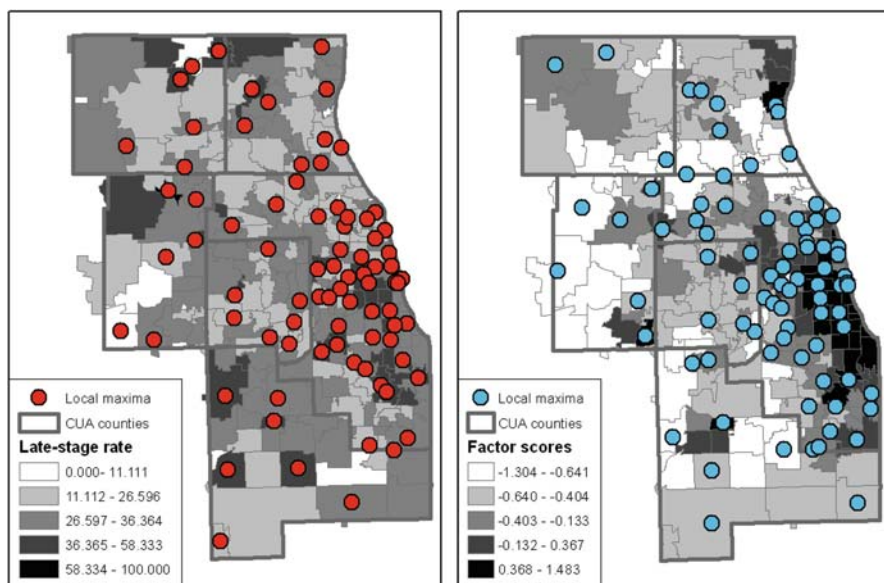 Local maxima
CUA counties
Late-stage rate
0.000- 11.111
11.112 - 26.596
26.597 - 36.364
36.365 - 58.333
58.334 - 100.000
Local maxima
CUA counties
Factor scores
-1.304 - -0.641
-0.640 - -0.404
-0.403 - -0.133
-0.132 - 0.367
0.368 - 1.483